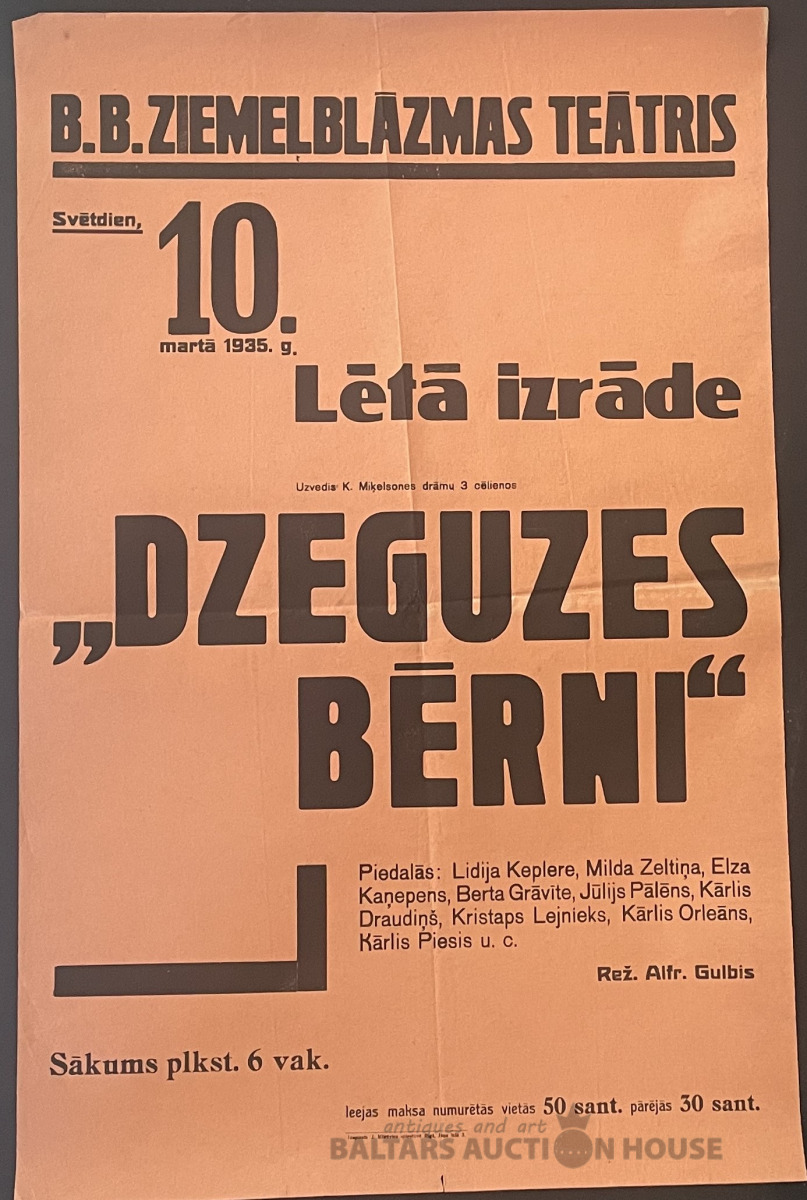 B.B.ZIEMEĻBLĀZMAS TEĀTRIS
Svētdien,
10.
martā 1935. g.
Lētā izrāde
Uzvedīs K. Miķelsones drāmu 3 cēlienos
„DZEGUZES
BĒRNI“
Piedalās: Lidija Keplere, Milda Zeltiņa, Elza
Kaņepens, Berta Grāvīte, Jūlijs Pālēns, Kārlis
Draudiņš, Kristaps Lejnieks, Kārlis Orleāns,
Kārlis Piesis u. c.
Rež. Alfr. Gulbis
Sākums plkst. 6 vak.
Ieejas maksa numurētās vietās 50 sant. pārējās 30 sant.
antiques and art
BALTARS AUCTION HOUSE